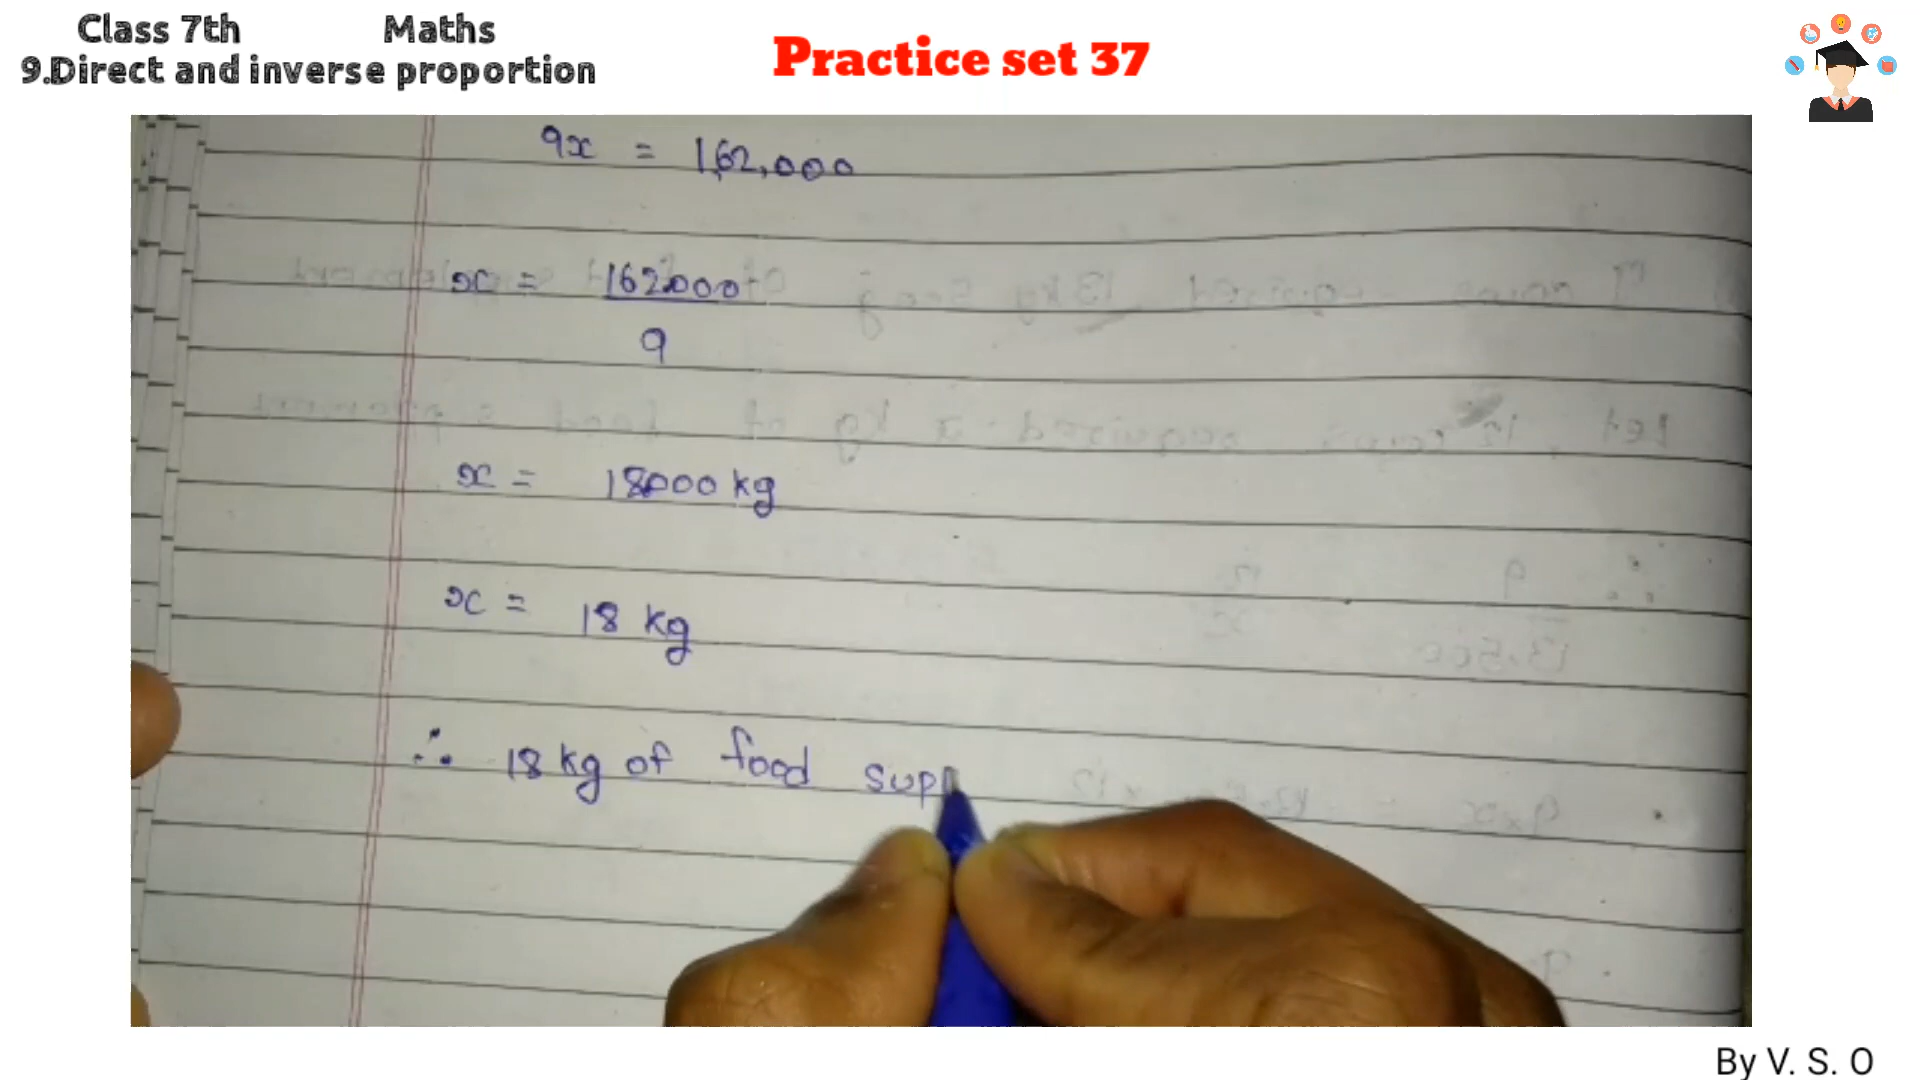 Class 7th Maths
9.Direct and inverse proportion
Practice set 37
9x = 1,62,000
x = 162000
9
x = 18000 kg
x = 18 kg
∴ 18 kg of food supp
By V. S. O